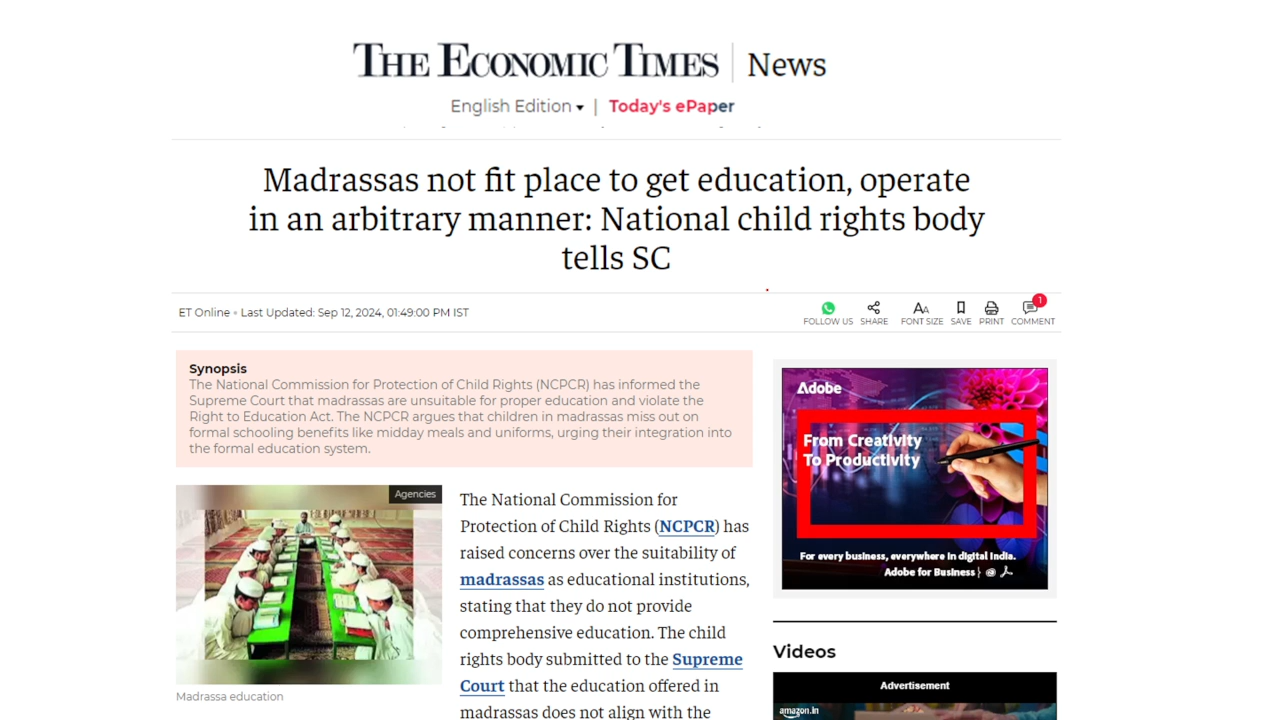 THE ECONOMIC TIMES | News
English Edition | Today's ePaper
Madrassas not fit place to get education, operate
in an arbitrary manner: National child rights body
tells SC
ET Online • Last Updated: Sep 12, 2024, 01:49:00 PM IST
FOLLOW US SHARE FONT SIZE SAVE PRINT COMMENT
1
Synopsis
The National Commission for Protection of Child Rights (NCPCR) has informed the
Supreme Court that madrassas are unsuitable for proper education and violate the
Right to Education Act. The NCPCR argues that children in madrassas miss out on
formal schooling benefits like midday meals and uniforms, urging their integration into
the formal education system.
Agencies
Madrassa education
The National Commission for
Protection of Child Rights (NCPCR) has
raised concerns over the suitability of
madrassas as educational institutions,
stating that they do not provide
comprehensive education. The child
rights body submitted to the Supreme
Court that the education offered in
madrassas does not align with the
Adobe
From Creativity
To Productivity
For every business, everywhere in digital India.
Adobe for Business
Videos
Advertisement
amazon.in